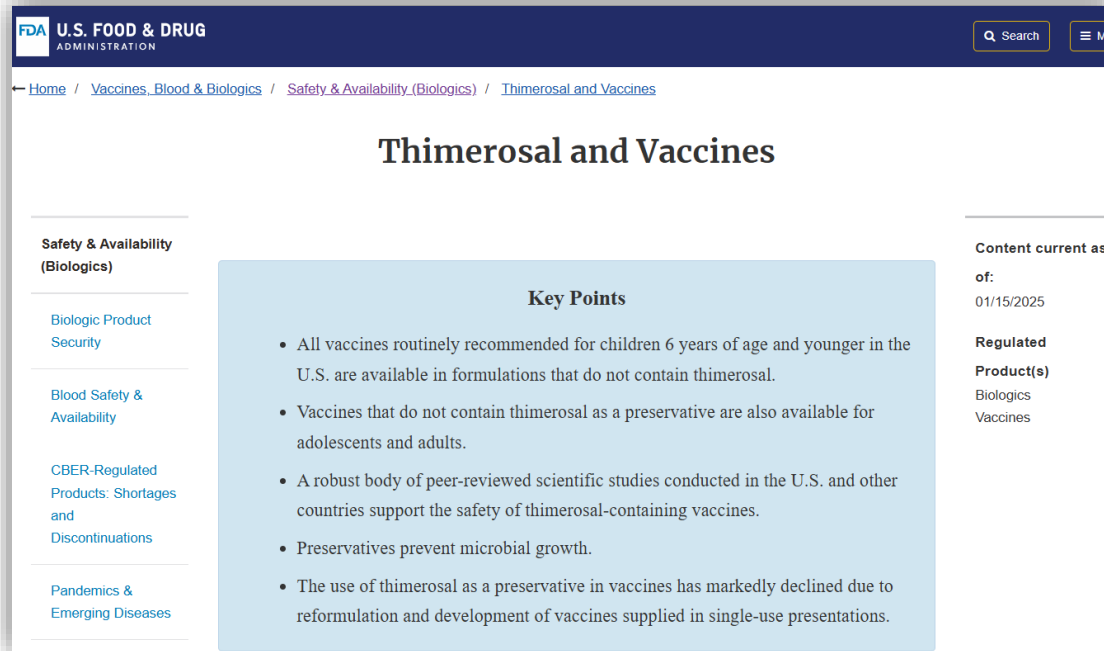 FDA U.S. FOOD & DRUG
ADMINISTRATION
Search
← Home / Vaccines, Blood & Biologics / Safety & Availability (Biologics) / Thimerosal and Vaccines
Thimerosal and Vaccines
Safety & Availability
(Biologics)
Biologic Product
Security
Blood Safety &
Availability
CBER-Regulated
Products: Shortages
and
Discontinuations
Pandemics &
Emerging Diseases
Key Points
• All vaccines routinely recommended for children 6 years of age and younger in the
U.S. are available in formulations that do not contain thimerosal.
• Vaccines that do not contain thimerosal as a preservative are also available for
adolescents and adults.
• A robust body of peer-reviewed scientific studies conducted in the U.S. and other
countries support the safety of thimerosal-containing vaccines.
• Preservatives prevent microbial growth.
• The use of thimerosal as a preservative in vaccines has markedly declined due to
reformulation and development of vaccines supplied in single-use presentations.
Content current as
of:
01/15/2025
Regulated
Product(s)
Biologics
Vaccines